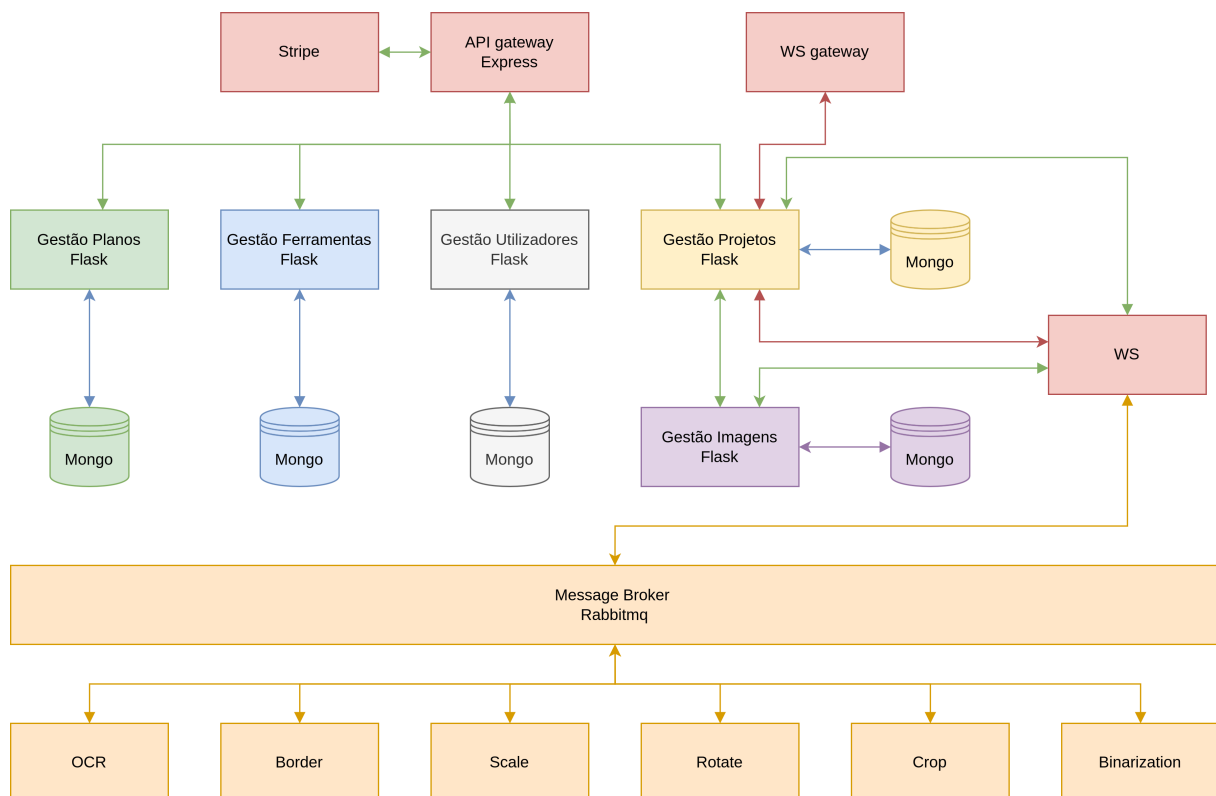 Stripe
API gateway
Express
WS gateway
Gestão Planos
Flask
Gestão Ferramentas
Flask
Gestão Utilizadores
Flask
Gestão Projetos
Flask
Mongo
WS
Mongo
Mongo
Mongo
Gestão Imagens
Flask
Mongo
Message Broker
Rabbitmq
OCR
Border
Scale
Rotate
Crop
Binarization